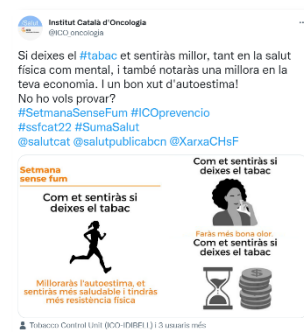 Institut Català d'Oncologia
@ICO_oncologia
Si deixes el #tabac et sentiràs millor, tant en la salut
física com mental, i també notaràs una millora en la
teva economia. I un bon xut d'autoestima!
No ho vols provar?
#SetmanaSenseFum #ICOprevencio
#ssfcat22 #SumaSalut
@salutcat @salutpublicabcn @XarxaCHsF
Setmana
sense fum
Com et sentiràs si
deixes el tabac
Milloraràs l'autoestima, et
sentiràs més saludable i tindràs
més resistència física
Com et sentiràs si
deixes el tabac
Faràs més bona olor.
Com et sentiràs si
deixes el tabac
Tobacco Control Unit (ICO-IDIBELL) i 3 usuaris més